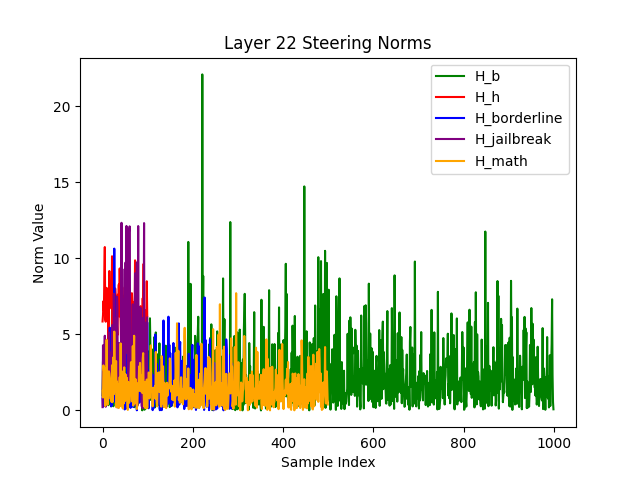 Layer 22 Steering Norms
H_b
H_h
H_borderline
H_jailbreak
H_math
Norm Value
20
15
10
5
0
0 200 400 600 800 1000
Sample Index